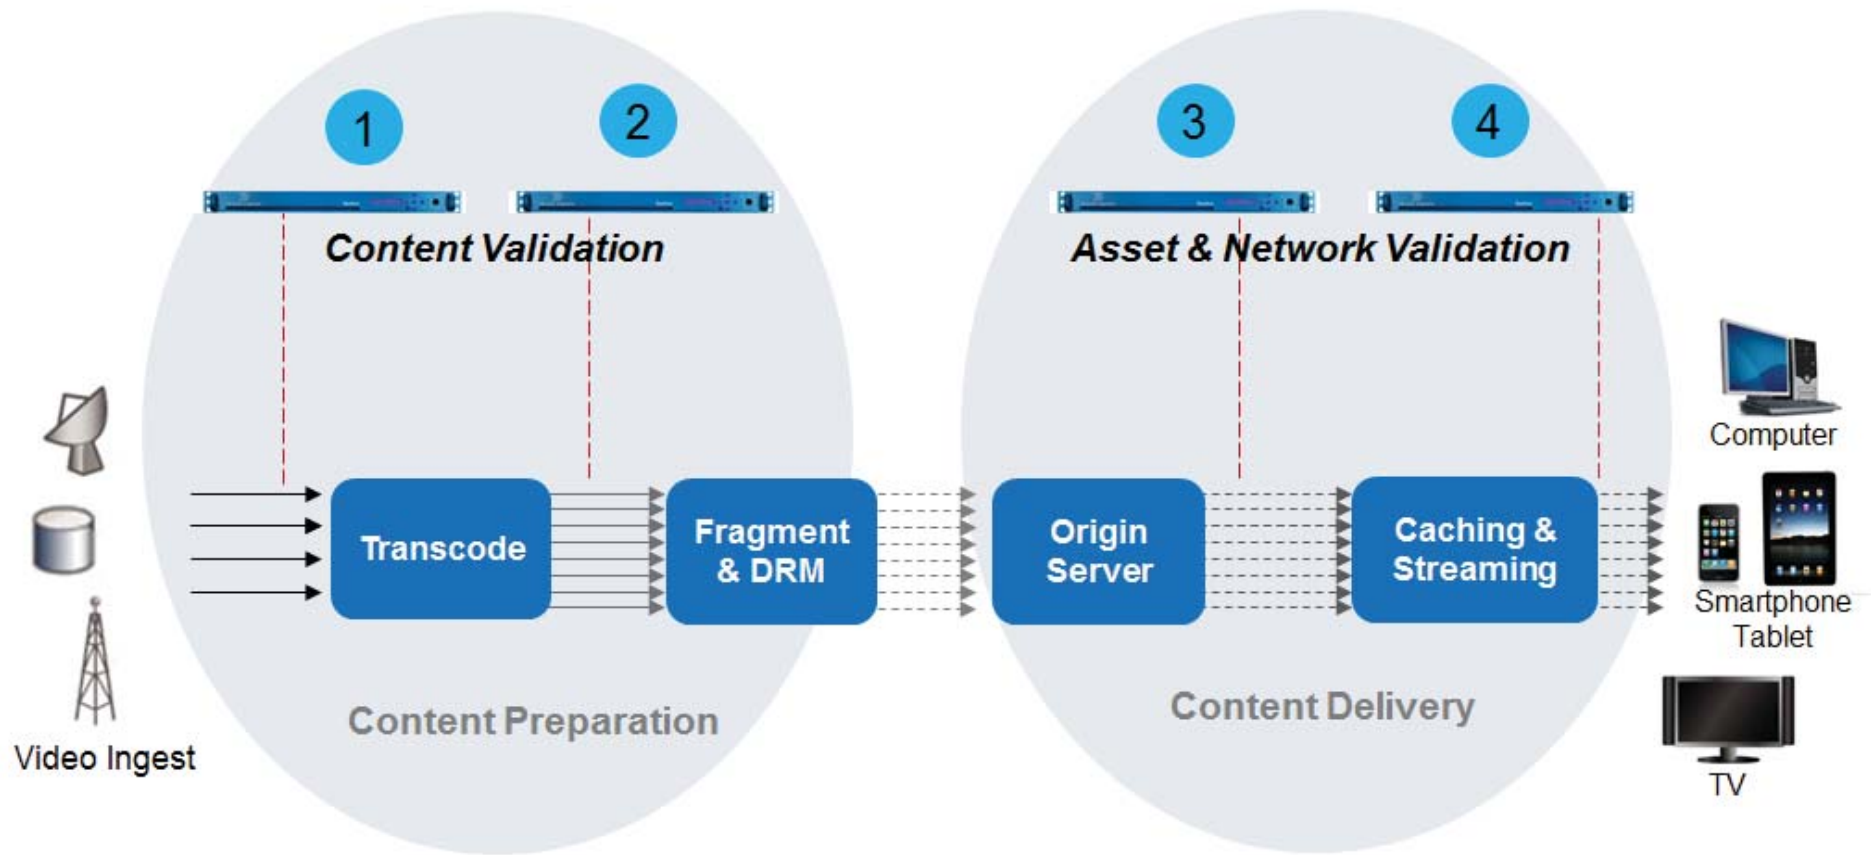 1
2
3
4
Content Validation
Asset & Network Validation
Transcode
Fragment
& DRM
Origin
Server
Caching &
Streaming
Computer
Smartphone
Tablet
TV
Content Preparation
Content Delivery
Video Ingest